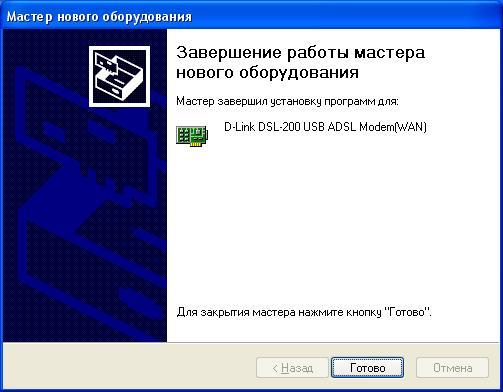 Мастер нового оборудования
Завершение работы мастера
нового оборудования
Мастер завершил установку программ для:
D-Link DSL-200 USB ADSL Modem(WAN)
Для закрытия мастера нажмите кнопку "Готово".
< Назад
Готово
Отмена